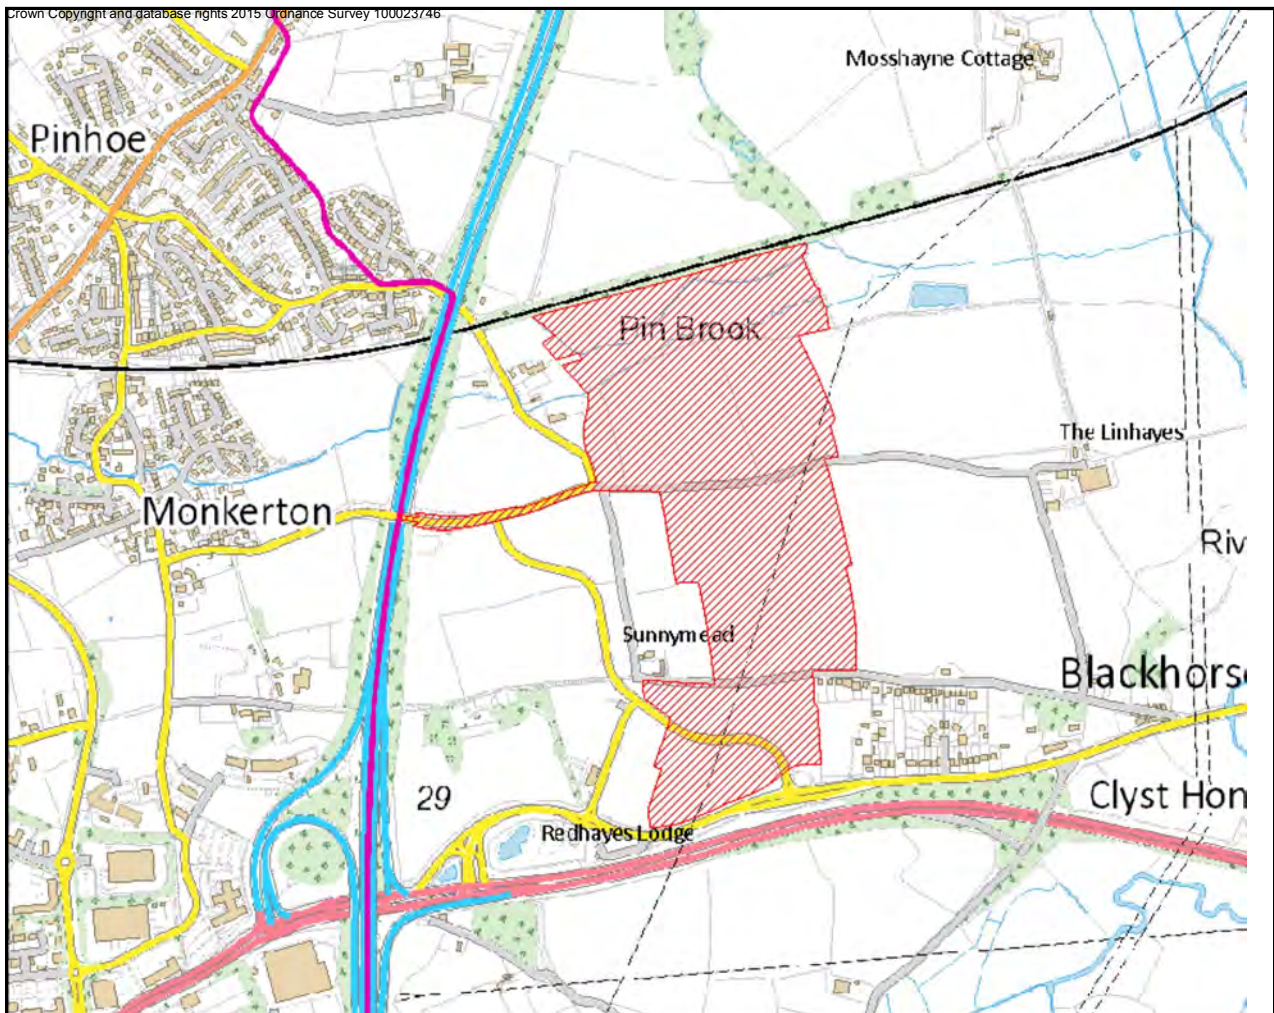 Crown Copyright and database rights 2015 Ordnance Survey 100023746
Mosshayne Cottage
Pinhoe
Pin Brook
The Linhayes
Monkerton
Riv
Sunnymead
Blackhors
29
Clyst Hon
Redhayes Lodge